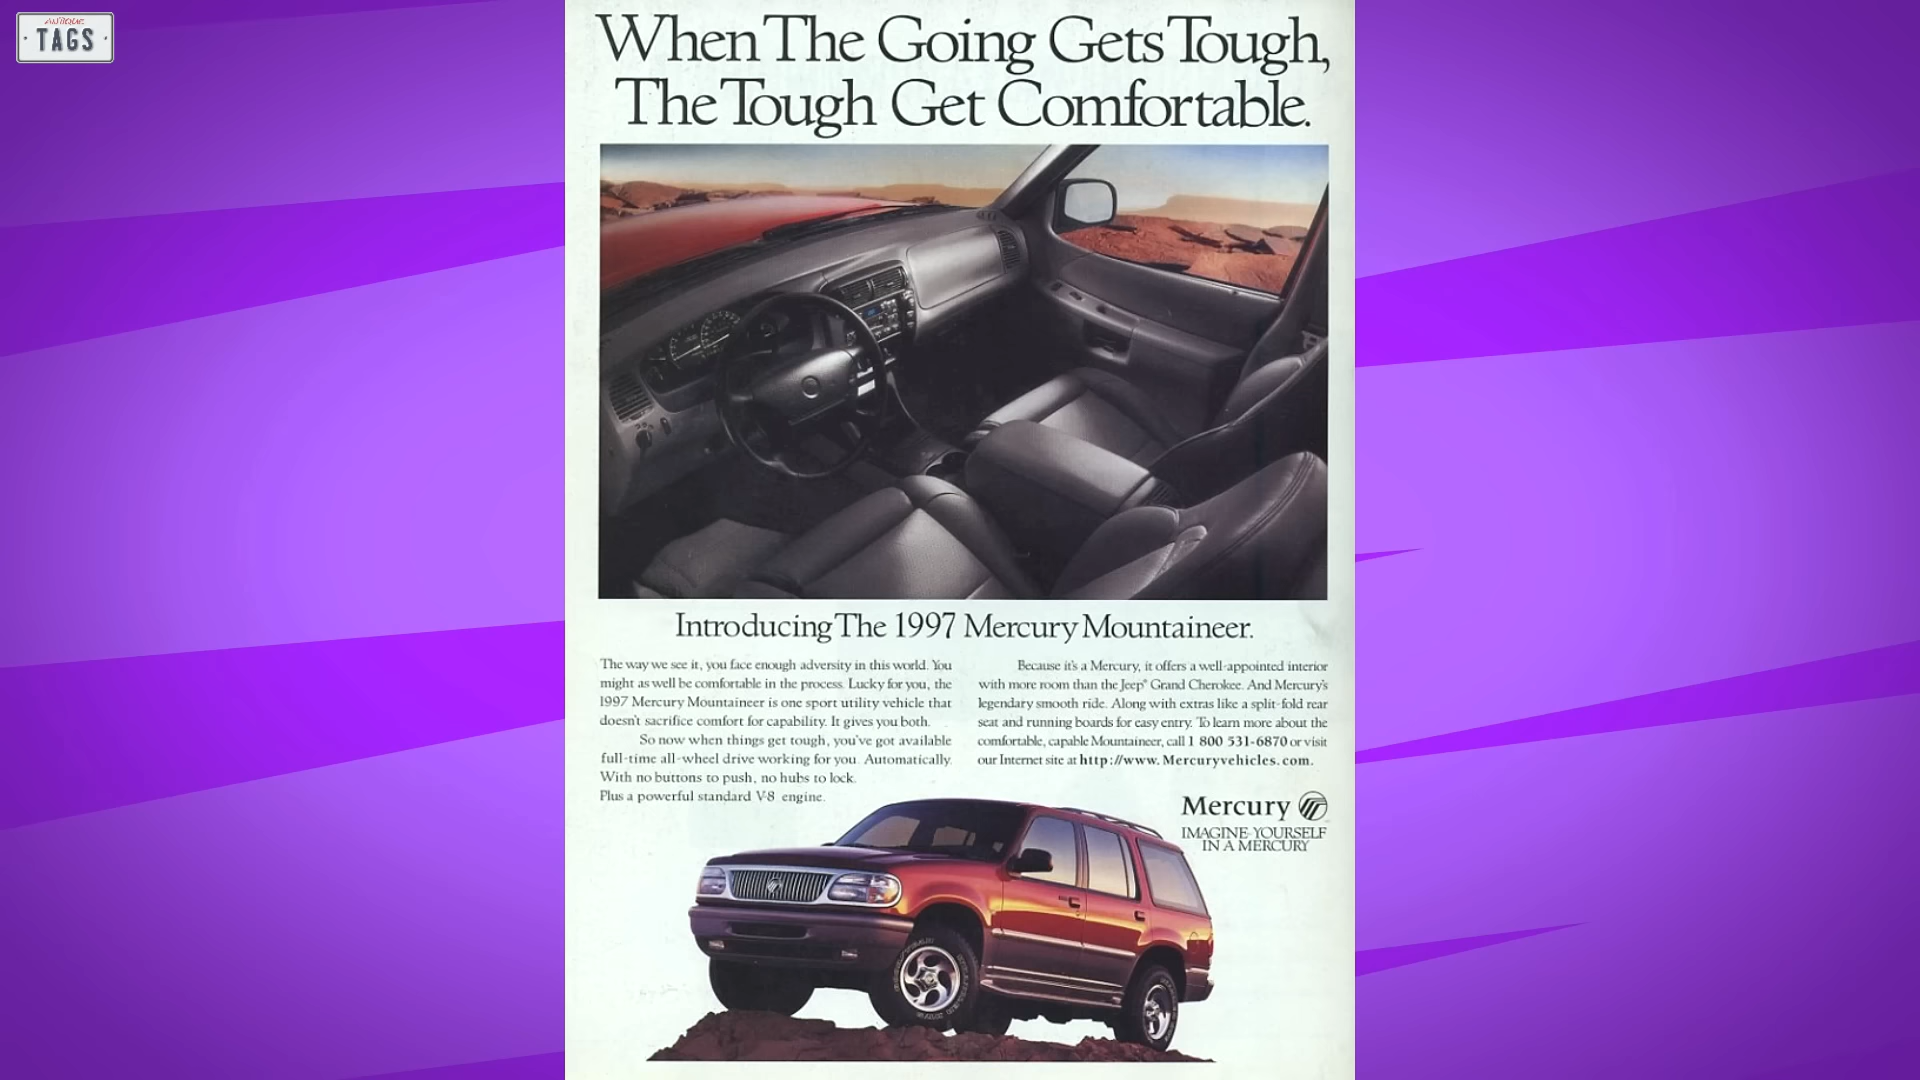 ANTIQUE
TAGS
When The Going Gets Tough,
The Tough Get Comfortable.
Introducing The 1997 Mercury Mountaineer.
The way we see it, you face enough adversity in this world. You
might as well be comfortable in the process. Lucky for you, the
1997 Mercury Mountaineer is one sport utility vehicle that
doesn't sacrifice comfort for capability. It gives you both.
So now when things get tough, you've got available
full-time all-wheel drive working for you. Automatically.
With no buttons to push, no hubs to lock.
Plus a powerful standard V-8 engine.
Because it's a Mercury, it offers a well-appointed interior
with more room than the Jeep® Grand Cherokee. And Mercury's
legendary smooth ride. Along with extras like a split-fold rear
seat and running boards for easy entry. To learn more about the
comfortable, capable Mountaineer, call 1 800 531-6870 or visit
our Internet site at http://www.Mercuryvehicles.com.
Mercury
IMAGINE YOURSELF
IN A MERCURY